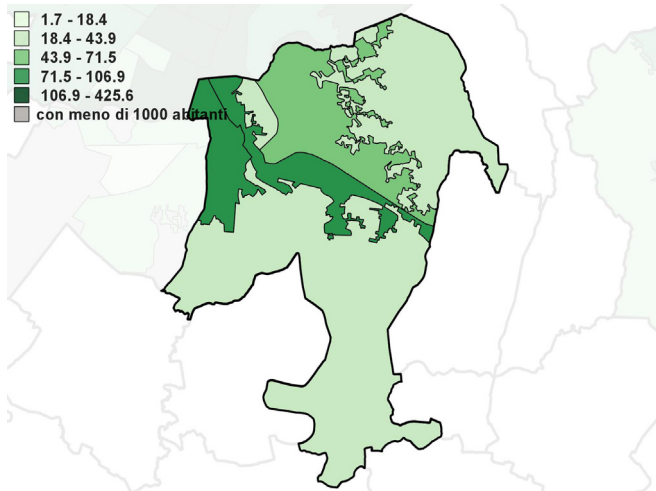 1.7 - 18.4
18.4 - 43.9
43.9 - 71.5
71.5 - 106.9
106.9 - 425.6
con meno di 1000 abitanti